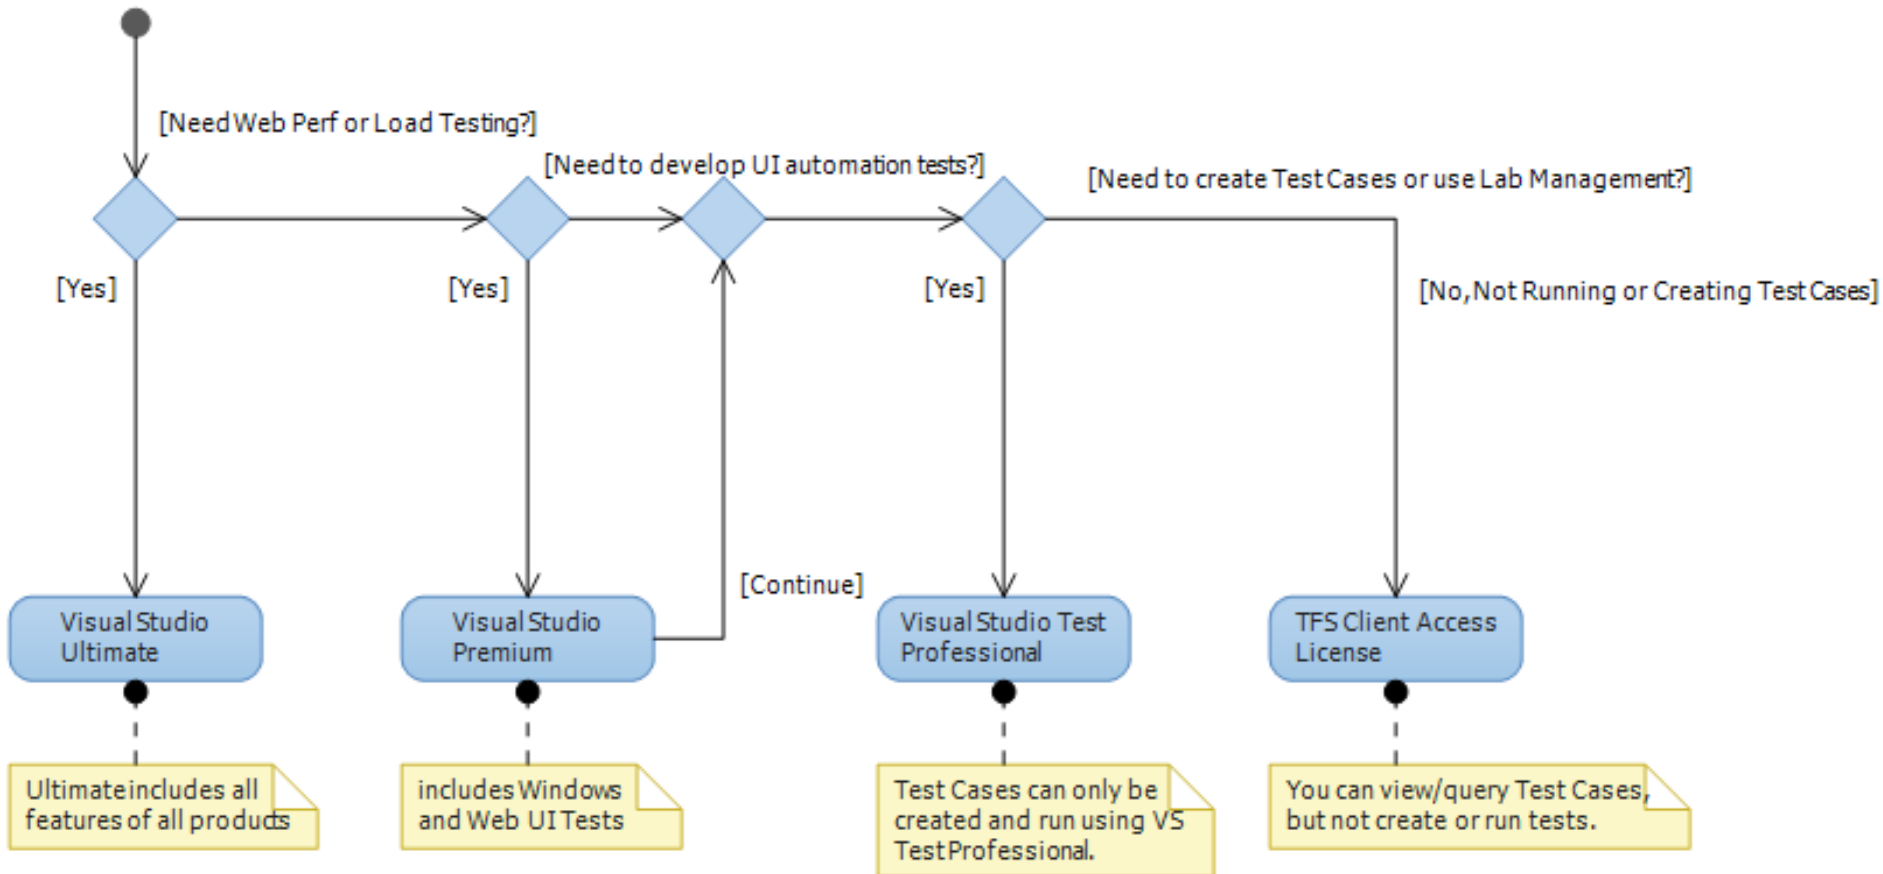 [Need Web Perf or Load Testing?]
[Need to develop UI automation tests?]
[Need to create Test Cases or use Lab Management?]
[Yes]
[Yes]
[Yes]
[No, Not Running or Creating Test Cases]
[Continue]
Visual Studio
Ultimate
Visual Studio
Premium
Visual Studio Test
Professional
TFS Client Access
License
Ultimate includes all
features of all products
includes Windows
and Web UI Tests
Test Cases can only be
created and run using VS
Test Professional.
You can view/query Test Cases,
but not create or run tests.